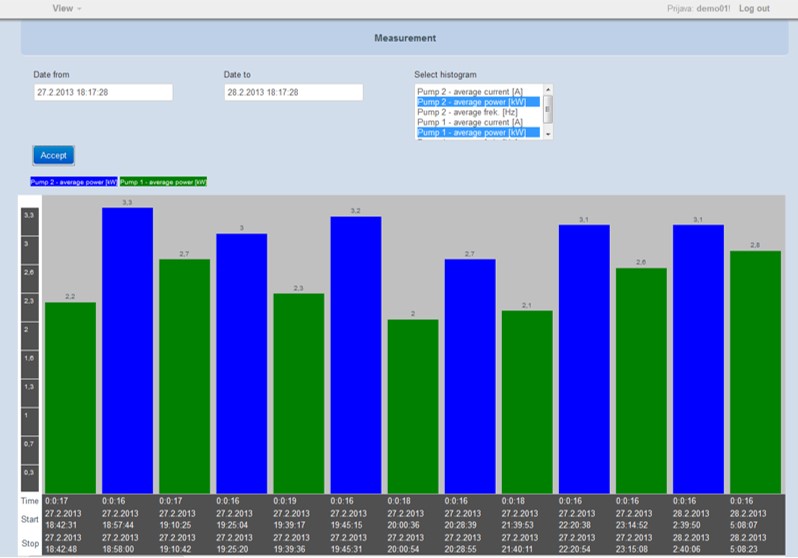 View
Prijava: demo01! Log out
Measurement
Date from
Date to
Select histogram
27.2.2013 18:17:28
28.2.2013 18:17:28
Pump 2 - average current [A]
Pump 2 - average power [kW]
Pump 2 - average frek. [Hz]
Pump 1 - average current [A]
Pump 1 - average power [kW]
Accept
Pump 2 - average power [kW] Pump 1 - average power [kW]
3,3
3
2,6
2,3
2
1,6
1,3
1
0,7
0,3
2,2
3,3
2,7
3
2,3
3,2
2
2,7
2,1
3,1
2,6
3,1
2,8
Time 0:0:17 0:0:16 0:0:17 0:0:16 0:0:19 0:0:16 0:0:18 0:0:16 0:0:18 0:0:16 0:0:16 0:0:16 0:0:16
Start 27.2.2013 27.2.2013 27.2.2013 27.2.2013 27.2.2013 27.2.2013 27.2.2013 27.2.2013 27.2.2013 27.2.2013 27.2.2013 28.2.2013 28.2.2013
18:42:31 18:57:44 19:10:25 19:25:04 19:39:17 19:45:15 20:00:36 20:28:39 21:39:53 22:20:38 23:14:52 2:39:50 5:08:07
Stop 27.2.2013 27.2.2013 27.2.2013 27.2.2013 27.2.2013 27.2.2013 27.2.2013 27.2.2013 27.2.2013 27.2.2013 27.2.2013 28.2.2013 28.2.2013
18:42:48 18:58:00 19:10:42 19:25:20 19:39:36 19:45:31 20:00:54 20:28:55 21:40:11 22:20:54 23:15:08 2:40:06 5:08:23